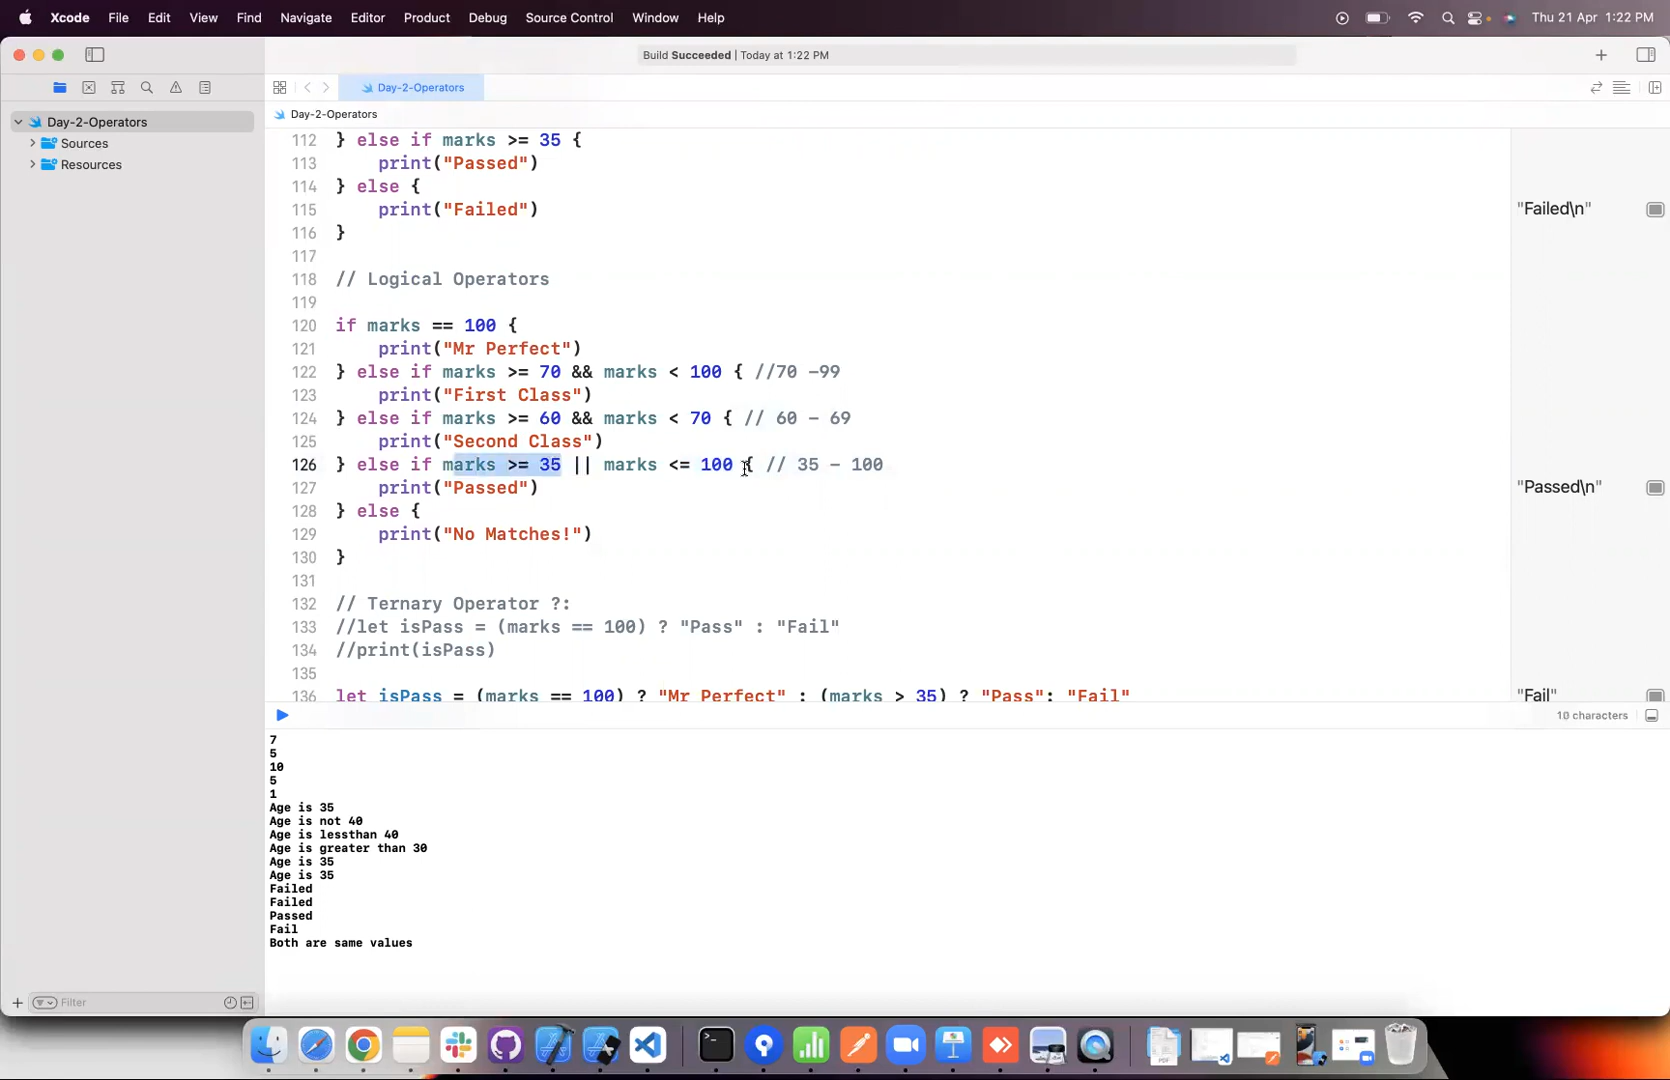 Xcode File Edit View Find Navigate Editor Product Debug Source Control Window Help Thu 21 Apr 1:22 PM
Build Succeeded | Today at 1:22 PM
Day-2-Operators
Day-2-Operators
Sources
Resources
Day-2-Operators
112 } else if marks >= 35 {
113 print("Passed")
114 } else {
115 print("Failed") "Failed\n"
116 }
117
118 // Logical Operators
119
120 if marks == 100 {
121 print("Mr Perfect")
122 } else if marks >= 70 && marks < 100 { //70 -99
123 print("First Class")
124 } else if marks >= 60 && marks < 70 { // 60 - 69
125 print("Second Class")
126 } else if marks >= 35 || marks <= 100 { // 35 - 100
127 print("Passed") "Passed\n"
128 } else {
129 print("No Matches!")
130 }
131
132 // Ternary Operator ?:
133 //let isPass = (marks == 100) ? "Pass" : "Fail"
134 //print(isPass)
135
136 let isPass = (marks == 100) ? "Mr Perfect" : (marks > 35) ? "Pass": "Fail" "Fail"
10 characters
7
5
10
5
1
Age is 35
Age is not 40
Age is lessthan 40
Age is greater than 30
Age is 35
Age is 35
Failed
Failed
Passed
Fail
Both are same values
Filter